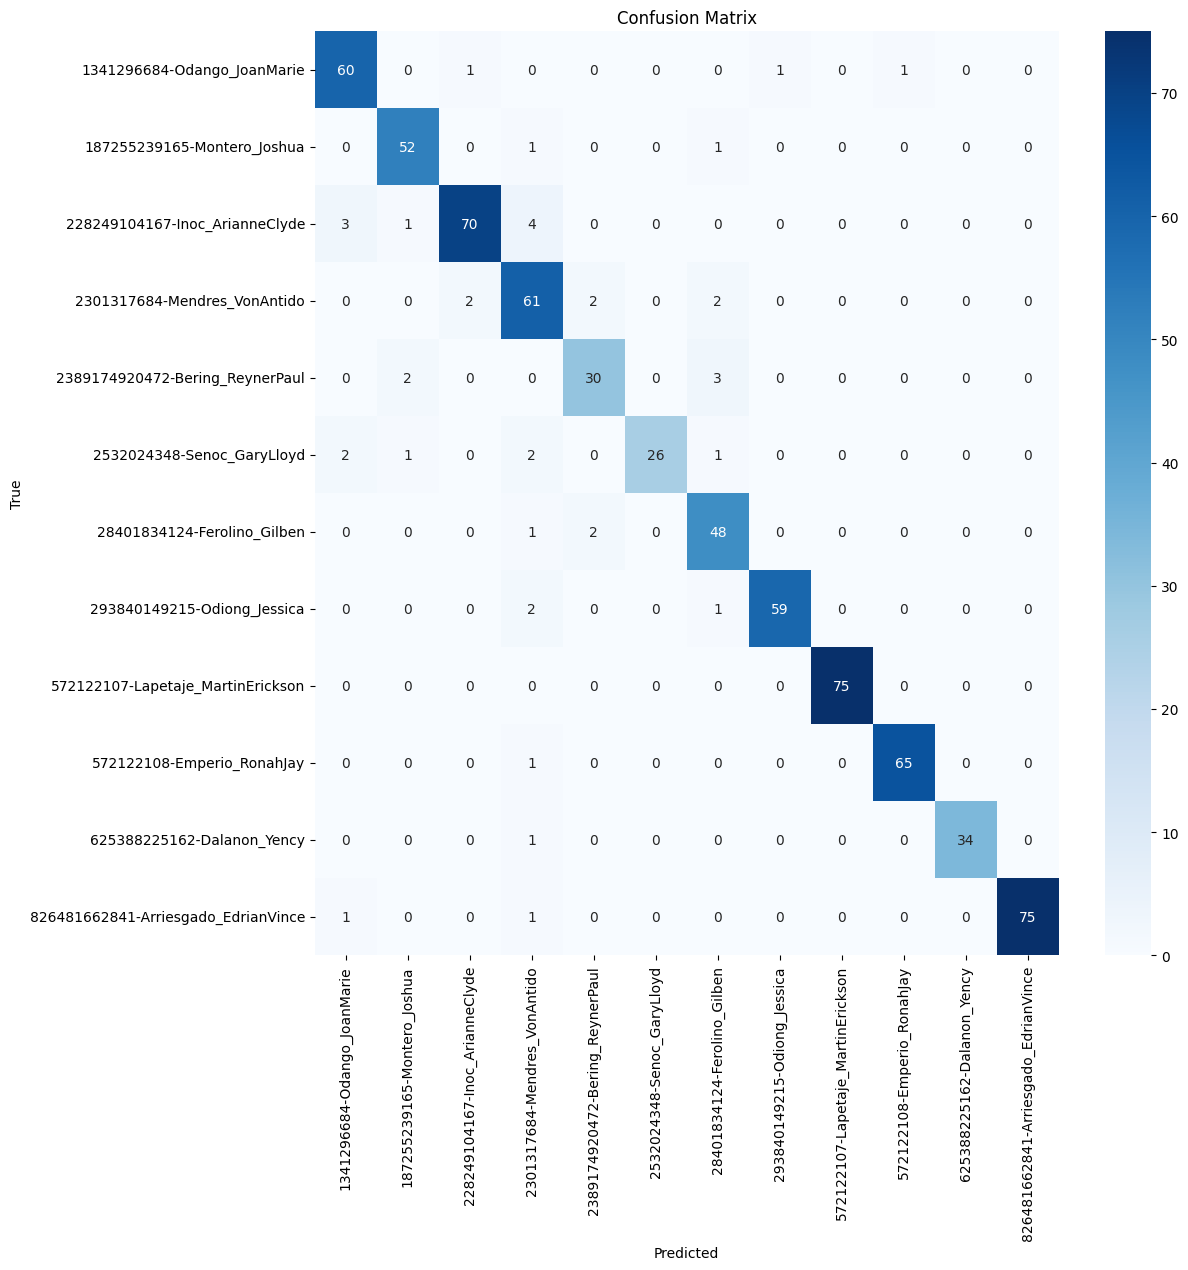 Confusion Matrix
1341296684-Odango_JoanMarie 60 0 1 0 0 0 0 1 0 1 0 0
187255239165-Montero_Joshua 0 52 0 1 0 0 1 0 0 0 0 0
228249104167-Inoc_ArianneClyde 3 1 70 4 0 0 0 0 0 0 0 0
2301317684-Mendres_VonAntido 0 0 2 61 2 0 2 0 0 0 0 0
2389174920472-Bering_ReynerPaul 0 2 0 0 30 0 3 0 0 0 0 0
2532024348-Senoc_GaryLloyd 2 1 0 2 0 26 1 0 0 0 0 0
28401834124-Ferolino_Gilben 0 0 0 1 2 0 48 0 0 0 0 0
293840149215-Odiong_Jessica 0 0 0 2 0 0 1 59 0 0 0 0
572122107-Lapetaje_MartinErickson 0 0 0 0 0 0 0 0 75 0 0 0
572122108-Emperio_RonahJay 0 0 0 1 0 0 0 0 0 65 0 0
625388225162-Dalanon_Yency 0 0 0 1 0 0 0 0 0 0 34 0
826481662841-Arriesgado_EdrianVince 1 0 0 1 0 0 0 0 0 0 0 75
True
1341296684-Odango_JoanMarie
187255239165-Montero_Joshua
228249104167-Inoc_ArianneClyde
2301317684-Mendres_VonAntido
2389174920472-Bering_ReynerPaul
2532024348-Senoc_GaryLloyd
28401834124-Ferolino_Gilben
293840149215-Odiong_Jessica
572122107-Lapetaje_MartinErickson
572122108-Emperio_RonahJay
625388225162-Dalanon_Yency
826481662841-Arriesgado_EdrianVince
Predicted
70
60
50
40
30
20
10
0